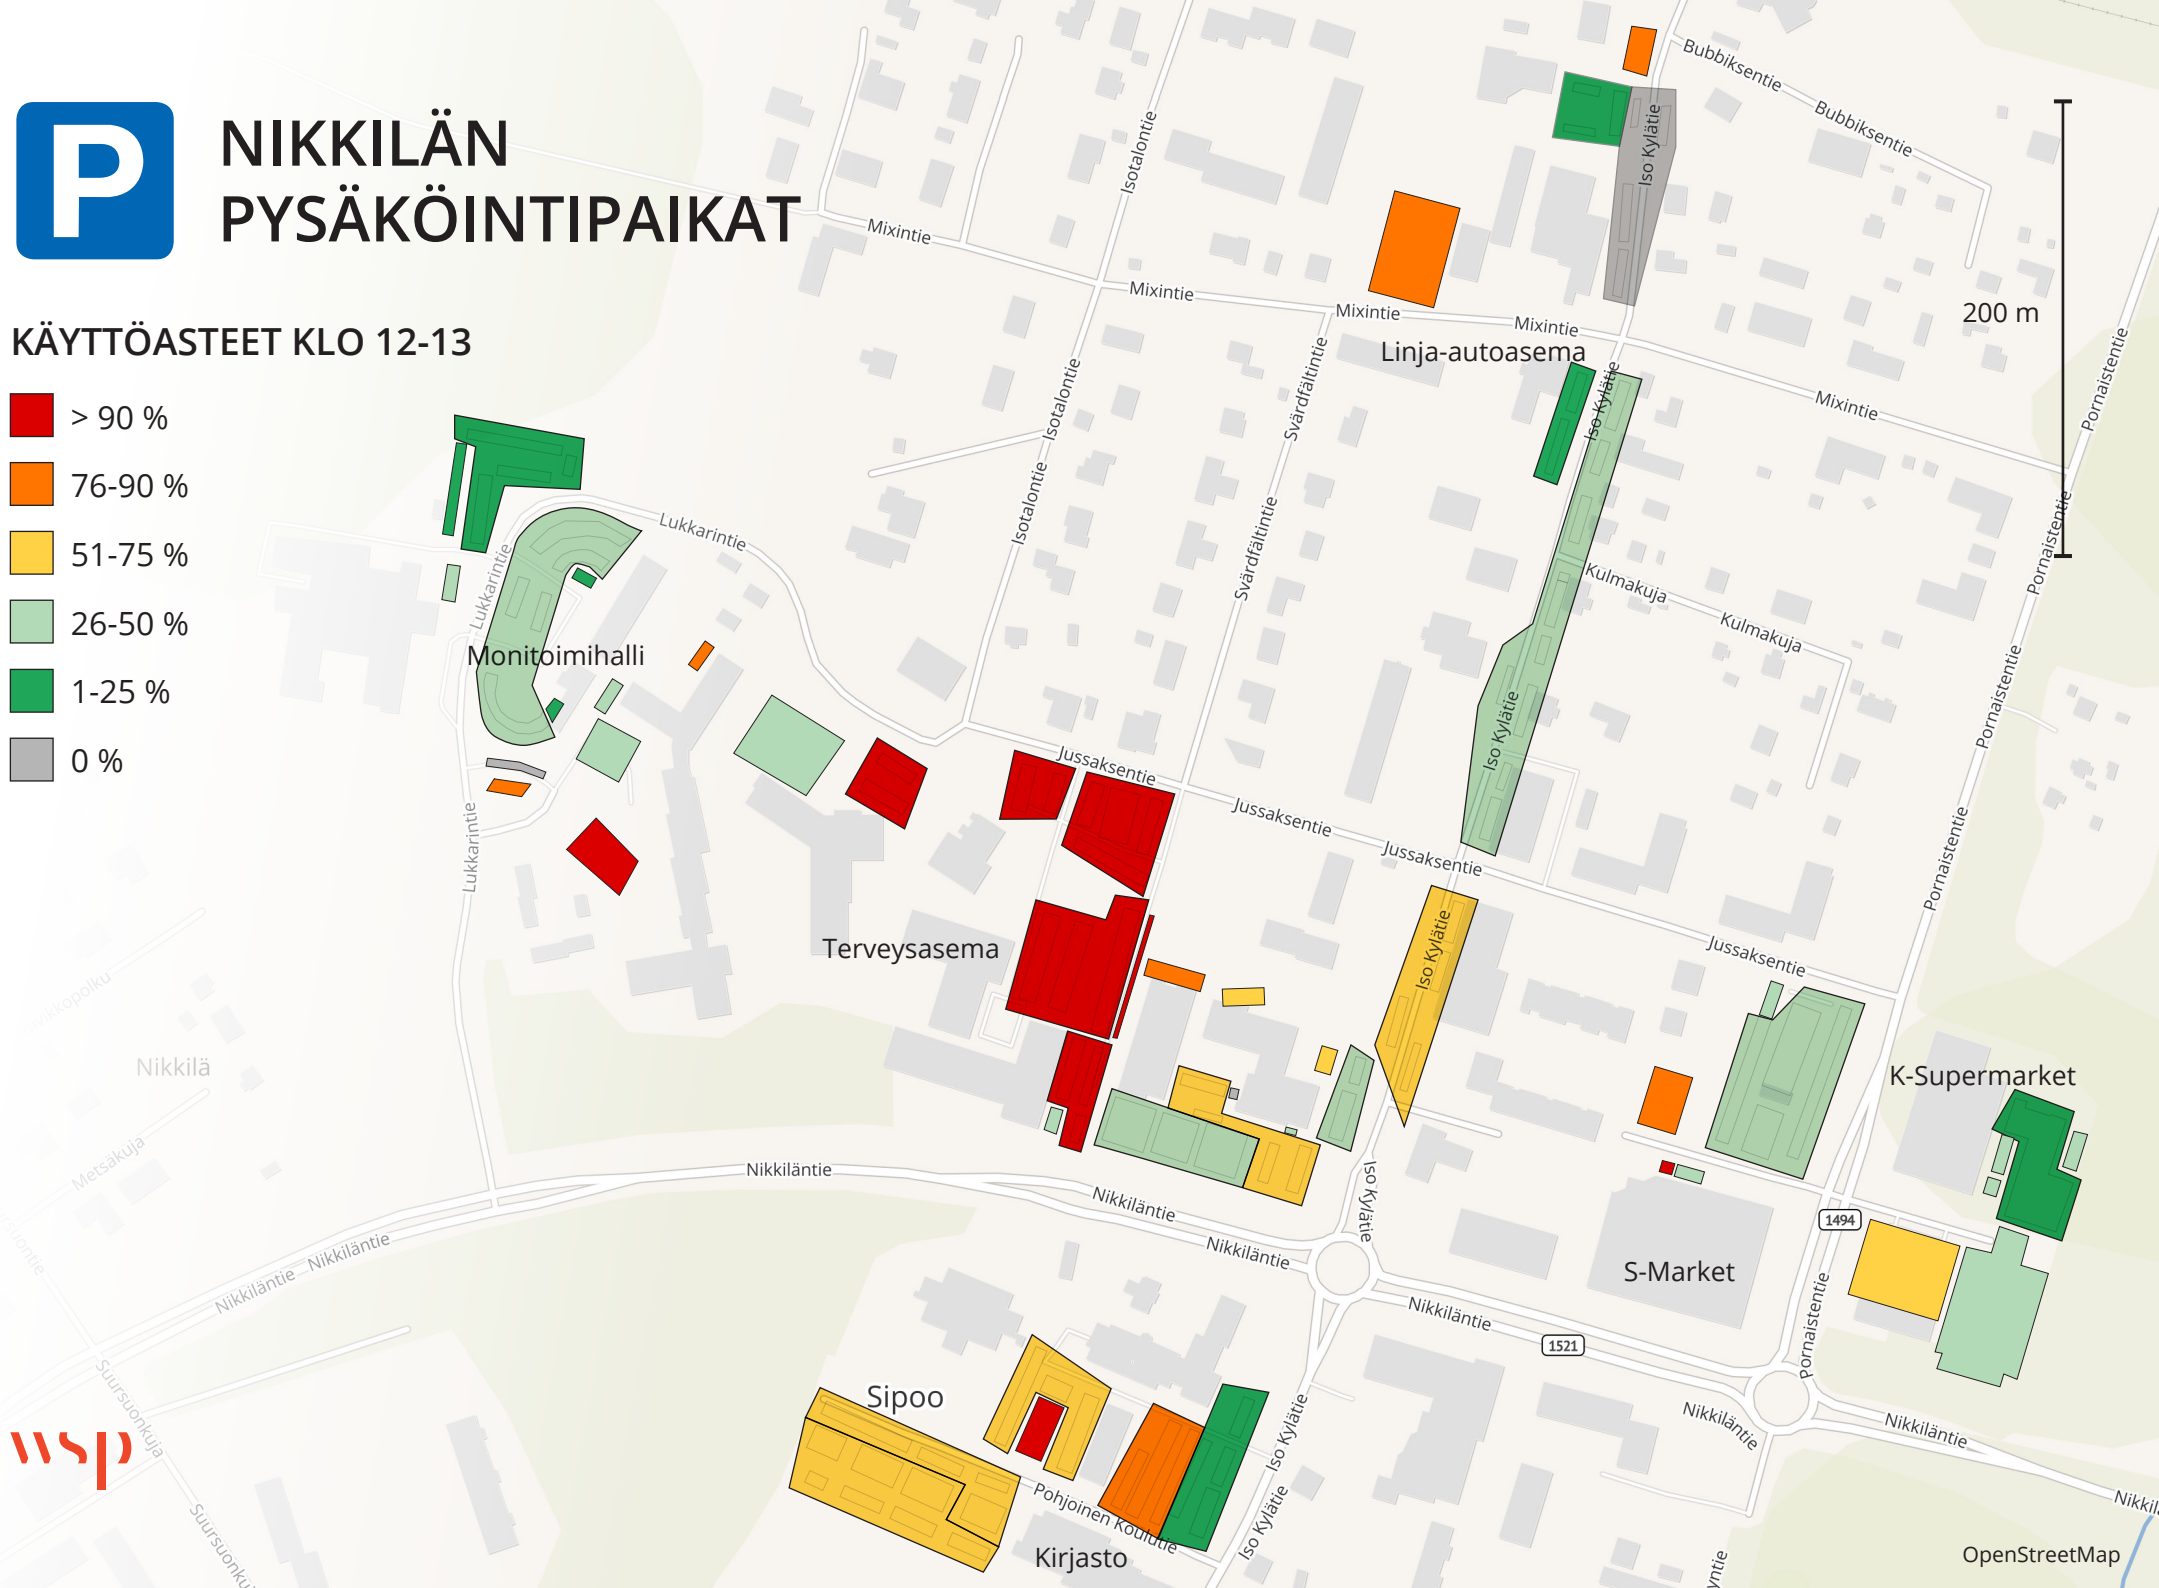 P
NIKKILÄN
PYSÄKÖINTIPAIKAT
KÄYTTÖASTEET KLO 12-13
> 90 %
76-90 %
51-75 %
26-50 %
1-25 %
0 %
Bubbiksentie
Bubbiksentie
Iso Kylätie
Isotalontie
Mixintie
Mixintie
Mixintie
Mixintie
Mixintie
200 m
Linja-autoasema
Pornaistentie
Isotalontie
Svärdfältintie
Iso Kylätie
Isotalontie
Svärdfältintie
Lukkarintie
Lukkarintie
Kulmakuja
Kulmakuja
Pornaistentie
Monitoimihalli
Iso Kylätie
Pornaistentie
Jussaksentie
Jussaksentie
Jussaksentie
Lukkarintie
Pornaistentie
Terveysasema
Iso Kylätie
Jussaksentie
Nikkilä
K-Supermarket
Metsäkuja
Nikkiläntie
Nikkiläntie
Iso Kylätie
1494
Nikkiläntie
Nikkiläntie
Nikkiläntie
S-Market
Nikkiläntie
1521
Pornaistentie
Suursuonkuja
Sipoo
Iso Kylätie
Nikkiläntie
Nikkiläntie
wsp
Pohjoinen Koulutie
Iso Kylätie
Kirjasto
OpenStreetMap